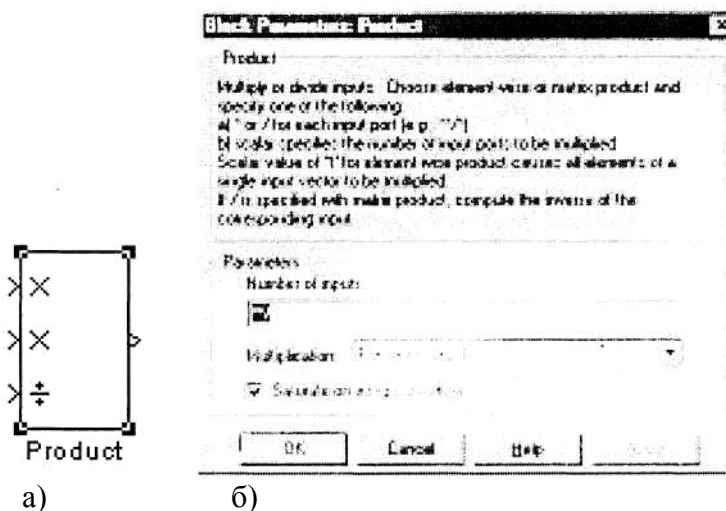 Block Parameters: Product
Product
Multiply or divide inputs. Choose element-wise or matrix product and
specify one of the following:
a) * or / for each input port (e.g., **/*)
b) scalar specifies the number of input ports to be multiplied
Scalar value of '1' for element-wise product causes all elements of a
single input vector to be multiplied.
If / is specified with matrix product, compute the inverse of the
corresponding input.
Parameters
Number of inputs
Multiplication:
Saturate on
OK
Cancel
Help
Product
а)
б)